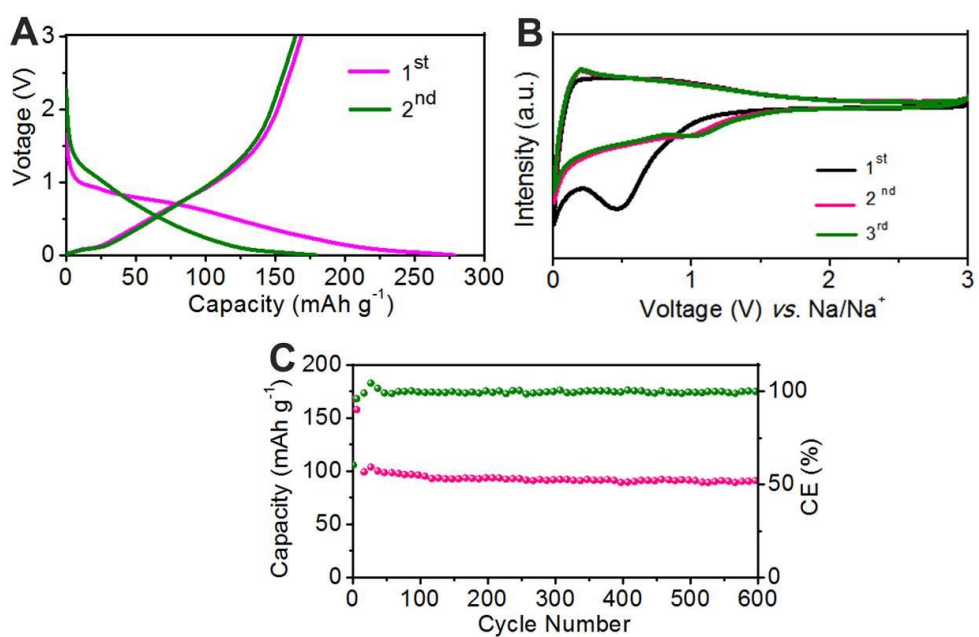 A
3
2
1
0
Votage (V)
1st
2nd
0 50 100 150 200 250 300
Capacity (mAh g-1)
B
Intensity (a.u.)
1st
2nd
3rd
0 1 2 3
Voltage (V) vs. Na/Na+
C
200
150
100
50
0
Capacity (mAh g-1)
100
50
0
CE (%)
0 100 200 300 400 500 600
Cycle Number